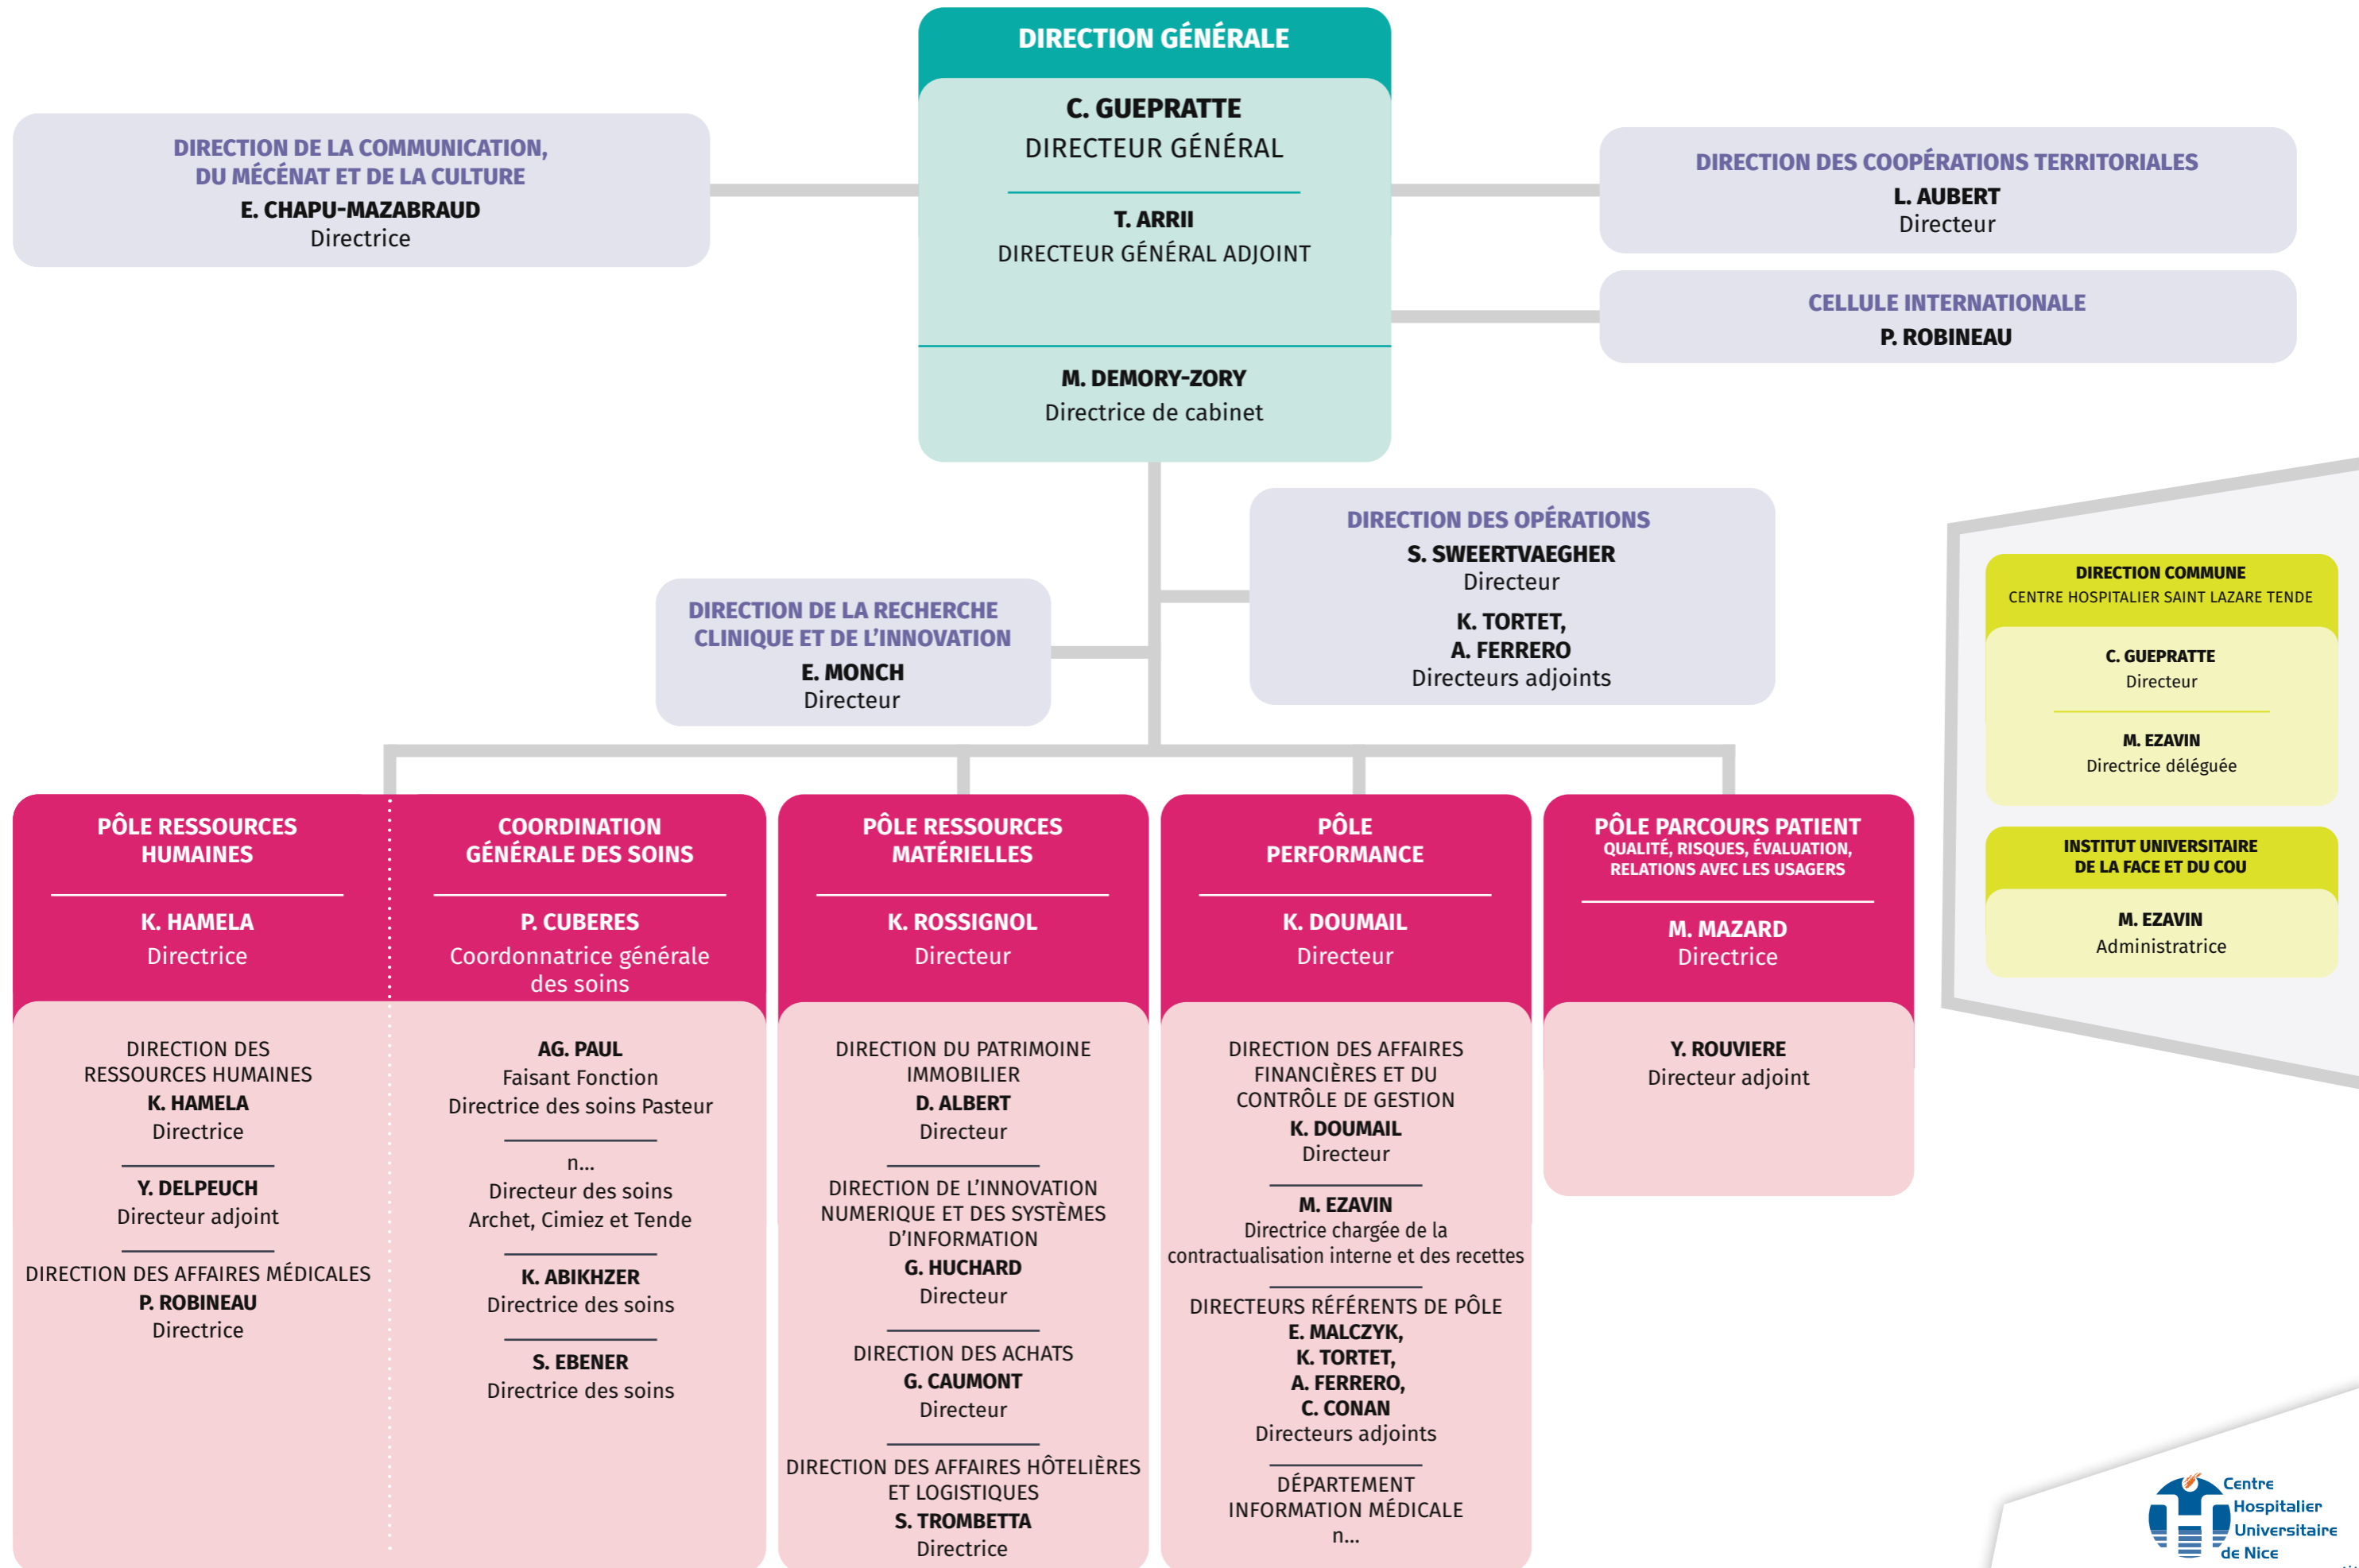 DIRECTION GÉNÉRALE
C. GUEPRATTE
DIRECTEUR GÉNÉRAL
T. ARRII
DIRECTEUR GÉNÉRAL ADJOINT
M. DEMORY-ZORY
Directrice de cabinet
DIRECTION DE LA COMMUNICATION,
DU MÉCÉNAT ET DE LA CULTURE
E. CHAPU-MAZABRAUD
Directrice
DIRECTION DES COOPÉRATIONS TERRITORIALES
L. AUBERT
Directeur
CELLULE INTERNATIONALE
P. ROBINEAU
DIRECTION DES OPÉRATIONS
S. SWEERTVAEGHER
Directeur
K. TORTET,
A. FERRERO
Directeurs adjoints
DIRECTION DE LA RECHERCHE
CLINIQUE ET DE L'INNOVATION
E. MONCH
Directeur
DIRECTION COMMUNE
CENTRE HOSPITALIER SAINT LAZARE TENDE
C. GUEPRATTE
Directeur
M. EZAVIN
Directrice déléguée
INSTITUT UNIVERSITAIRE
DE LA FACE ET DU COU
M. EZAVIN
Administratrice
PÔLE RESSOURCES
HUMAINES
K. HAMELA
Directrice
DIRECTION DES
RESSOURCES HUMAINES
K. HAMELA
Directrice
Y. DELPEUCH
Directeur adjoint
DIRECTION DES AFFAIRES MÉDICALES
P. ROBINEAU
Directrice
COORDINATION
GÉNÉRALE DES SOINS
P. CUBERES
Coordonnatrice générale
des soins
AG. PAUL
Faisant Fonction
Directrice des soins Pasteur
n...
Directeur des soins
Archet, Cimiez et Tende
K. ABIKHZER
Directrice des soins
S. EBENER
Directrice des soins
PÔLE RESSOURCES
MATÉRIELLES
K. ROSSIGNOL
Directeur
DIRECTION DU PATRIMOINE
IMMOBILIER
D. ALBERT
Directeur
DIRECTION DE L'INNOVATION
NUMERIQUE ET DES SYSTÈMES
D'INFORMATION
G. HUCHARD
Directeur
DIRECTION DES ACHATS
G. CAUMONT
Directeur
DIRECTION DES AFFAIRES HÔTELIÈRES
ET LOGISTIQUES
S. TROMBETTA
Directrice
PÔLE
PERFORMANCE
K. DOUMAIL
Directeur
DIRECTION DES AFFAIRES
FINANCIÈRES ET DU
CONTRÔLE DE GESTION
K. DOUMAIL
Directeur
M. EZAVIN
Directrice chargée de la
contractualisation interne et des recettes
DIRECTEURS RÉFÉRENTS DE PÔLE
E. MALCZYK,
K. TORTET,
A. FERRERO,
C. CONAN
Directeurs adjoints
DÉPARTEMENT
INFORMATION MÉDICALE
n...
PÔLE PARCOURS PATIENT
QUALITÉ, RISQUES, ÉVALUATION,
RELATIONS AVEC LES USAGERS
M. MAZARD
Directrice
Y. ROUVIERE
Directeur adjoint
Centre
Hospitalier
Universitaire
de Nice